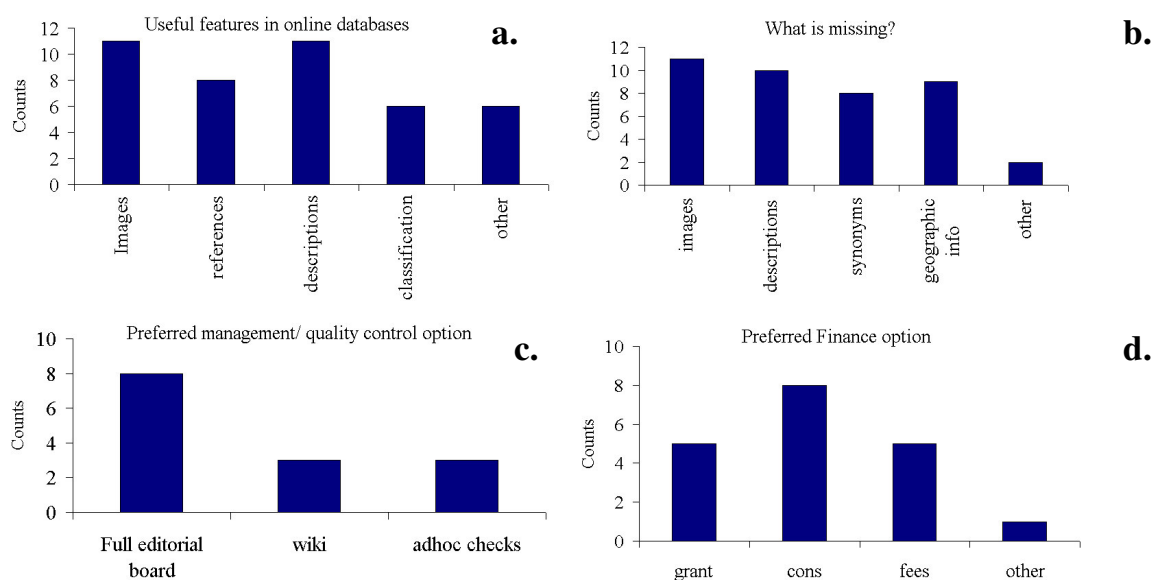 Useful features in online databases
a.
Counts
12
10
8
6
4
2
0
Images
references
descriptions
classification
other
What is missing?
b.
Counts
12
10
8
6
4
2
0
images
descriptions
synonyms
geographic
info
other
Preferred management/ quality control option
c.
Counts
10
8
6
4
2
0
Full editorial
board
wiki
adhoc checks
Preferred Finance option
d.
Counts
10
8
6
4
2
0
grant
cons
fees
other